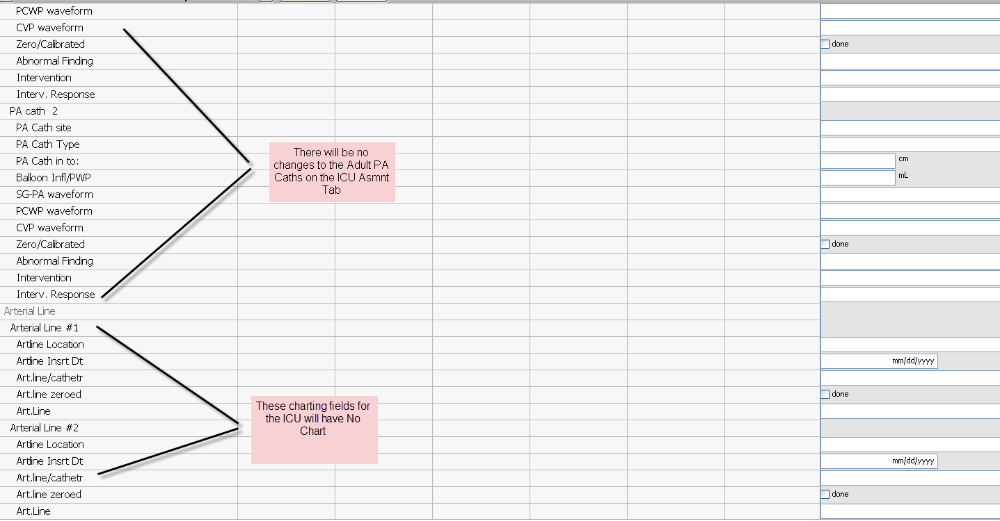 PCWP waveform
CVP waveform
Zero/Calibrated
done
Abnormal Finding
Intervention
Interv. Response
PA cath 2
PA Cath site
PA Cath Type
PA Cath in to:
cm
Balloon Infl/PWP
mL
SG-PA waveform
PCWP waveform
CVP waveform
Zero/Calibrated
done
Abnormal Finding
Intervention
Interv. Response
There will be no
changes to the Adult PA
Caths on the ICU Asmnt
Tab
Arterial Line
Arterial Line #1
Artline Location
Artline Insrt Dt
mm/dd/yyyy
Art.line/cathetr
Art.line zeroed
done
Art.Line
Arterial Line #2
Artline Location
Artline Insrt Dt
mm/dd/yyyy
Art.line/cathetr
Art.line zeroed
done
Art.Line
These charting fields for
the ICU will have No
Chart